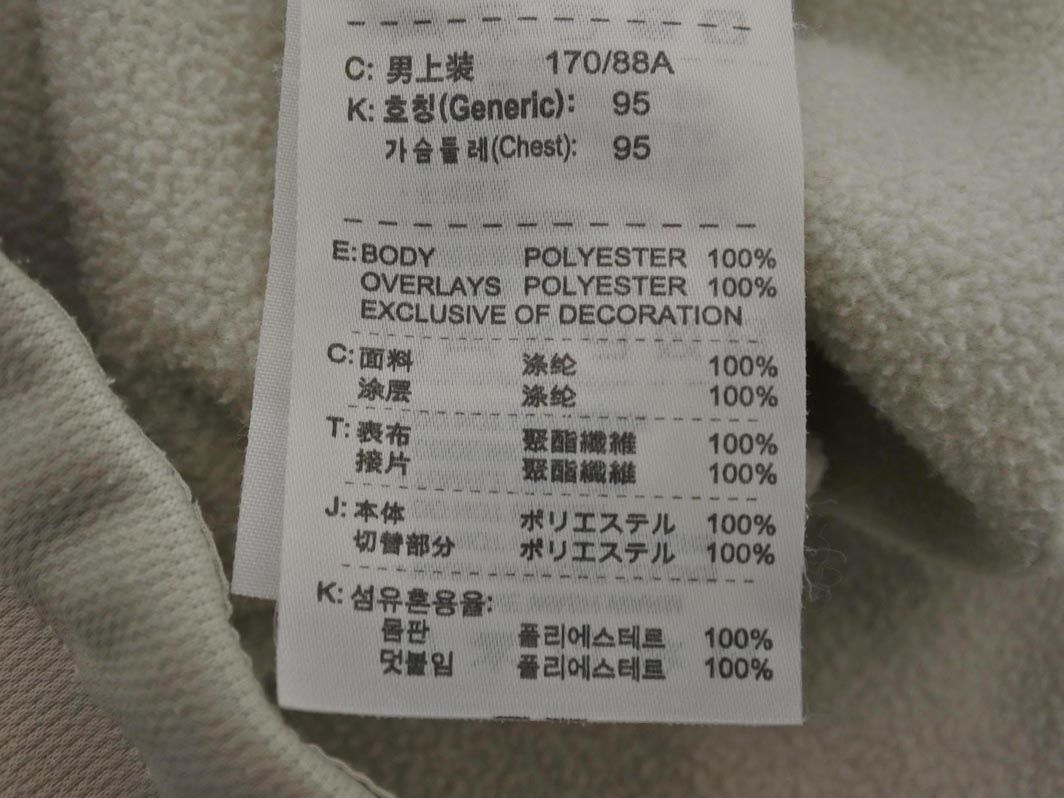 C: 男上装 170/88A
K: 호칭(Generic): 95
가슴둘레(Chest): 95
E: BODY POLYESTER 100%
OVERLAYS POLYESTER 100%
EXCLUSIVE OF DECORATION
C: 面料 涤纶 100%
涂层 涤纶 100%
T: 表布 聚酯纖維 100%
接片 聚酯纖維 100%
J: 本体 ポリエステル 100%
切替部分 ポリエステル 100%
K: 섬유혼용율:
몸판 폴리에스테르 100%
덧붙임 폴리에스테르 100%